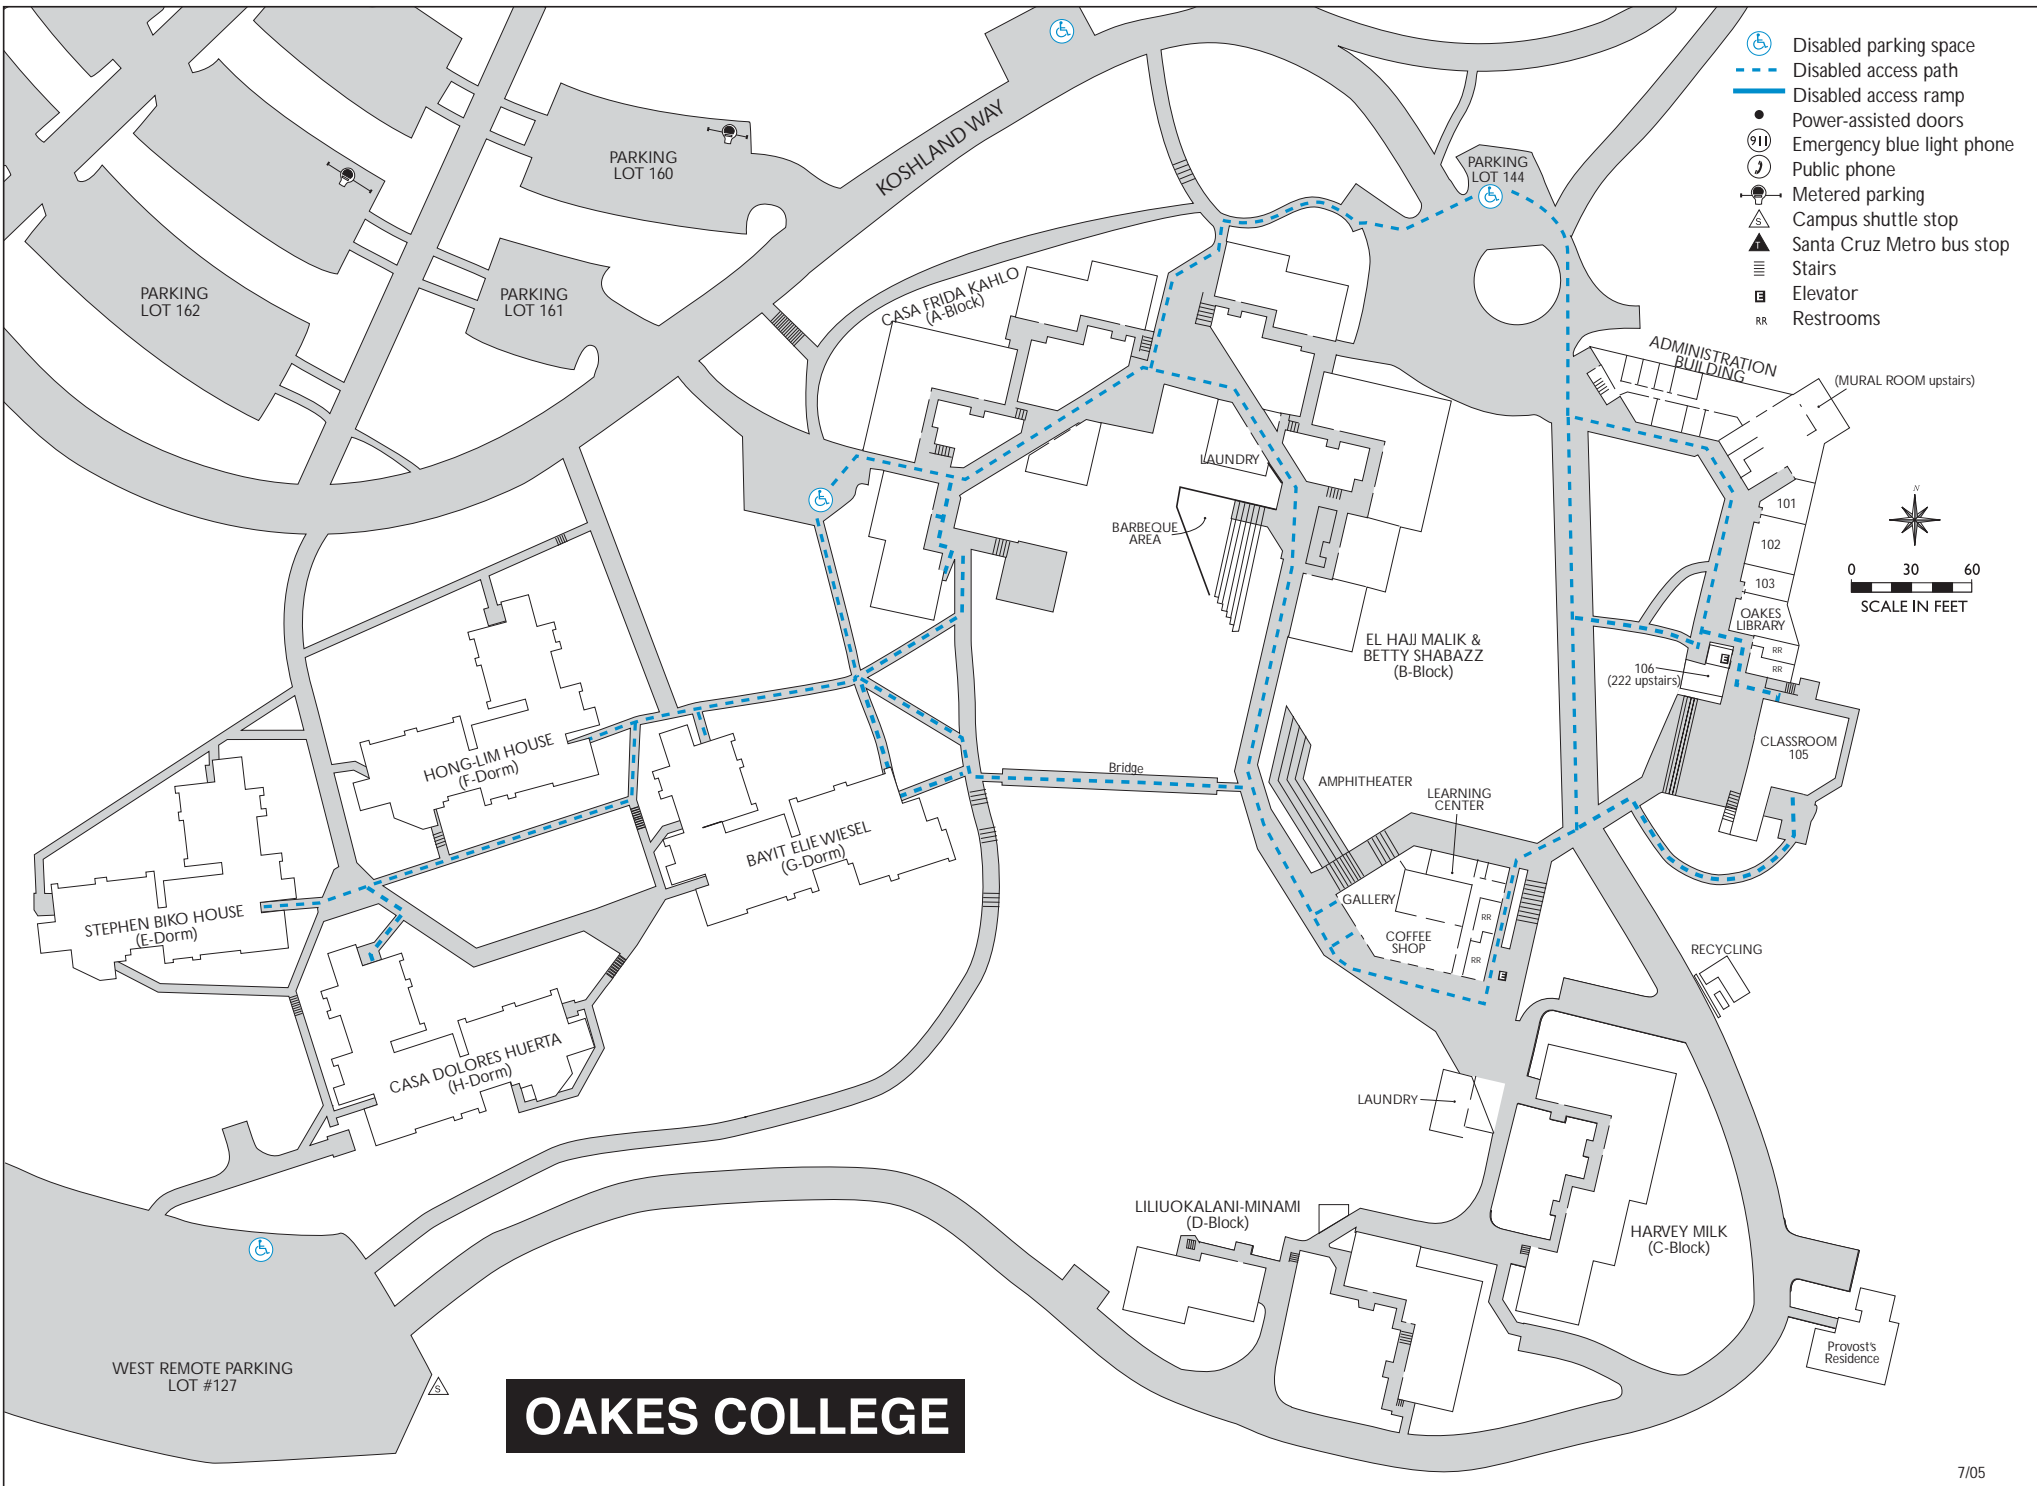 Disabled parking space
Disabled access path
Disabled access ramp
Power-assisted doors
911 Emergency blue light phone
Public phone
Metered parking
S Campus shuttle stop
T Santa Cruz Metro bus stop
Stairs
E Elevator
RR Restrooms
KOSHLAND WAY
PARKING
LOT 160
PARKING
LOT 144
PARKING
LOT 162
PARKING
LOT 161
CASA FRIDA KAHLO
(A-Block)
ADMINISTRATION
BUILDING
(MURAL ROOM upstairs)
LAUNDRY
BARBEQUE
AREA
101
102
103
OAKES
LIBRARY
RR
RR
E
106
(222 upstairs)
N
0 30 60
SCALE IN FEET
EL HAJJ MALIK &
BETTY SHABAZZ
(B-Block)
CLASSROOM
105
HONG-LIM HOUSE
(F-Dorm)
Bridge
AMPHITHEATER
LEARNING
CENTER
BAYIT ELIE WIESEL
(G-Dorm)
GALLERY
RR
COFFEE
SHOP
RR
E
STEPHEN BIKO HOUSE
(E-Dorm)
RECYCLING
CASA DOLORES HUERTA
(H-Dorm)
LAUNDRY
LILIUOKALANI-MINAMI
(D-Block)
HARVEY MILK
(C-Block)
Provost's
Residence
WEST REMOTE PARKING
LOT #127
S
OAKES COLLEGE
7/05